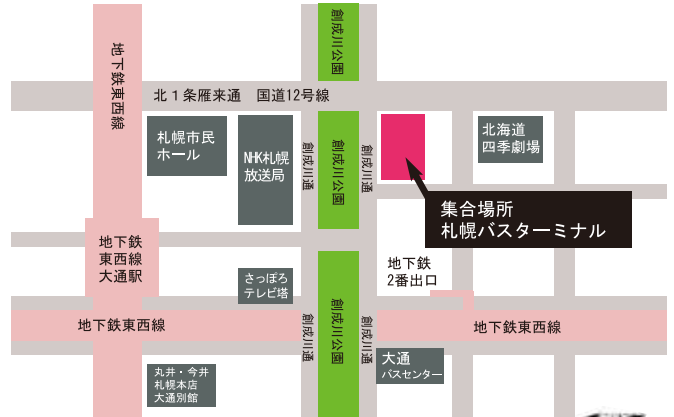 創成川公園
地下鉄東西線
北1条雁来通　国道12号線
札幌市民
ホール
NHK札幌
放送局
創成川通
創成川公園
創成川通
北海道
四季劇場
集合場所
札幌バスターミナル
地下鉄
東西線
大通駅
地下鉄
2番出口
さっぽろ
テレビ塔
地下鉄東西線
創成川通
創成川公園
創成川通
地下鉄東西線
大通
バスセンター
丸井・今井
札幌本店
大通別館